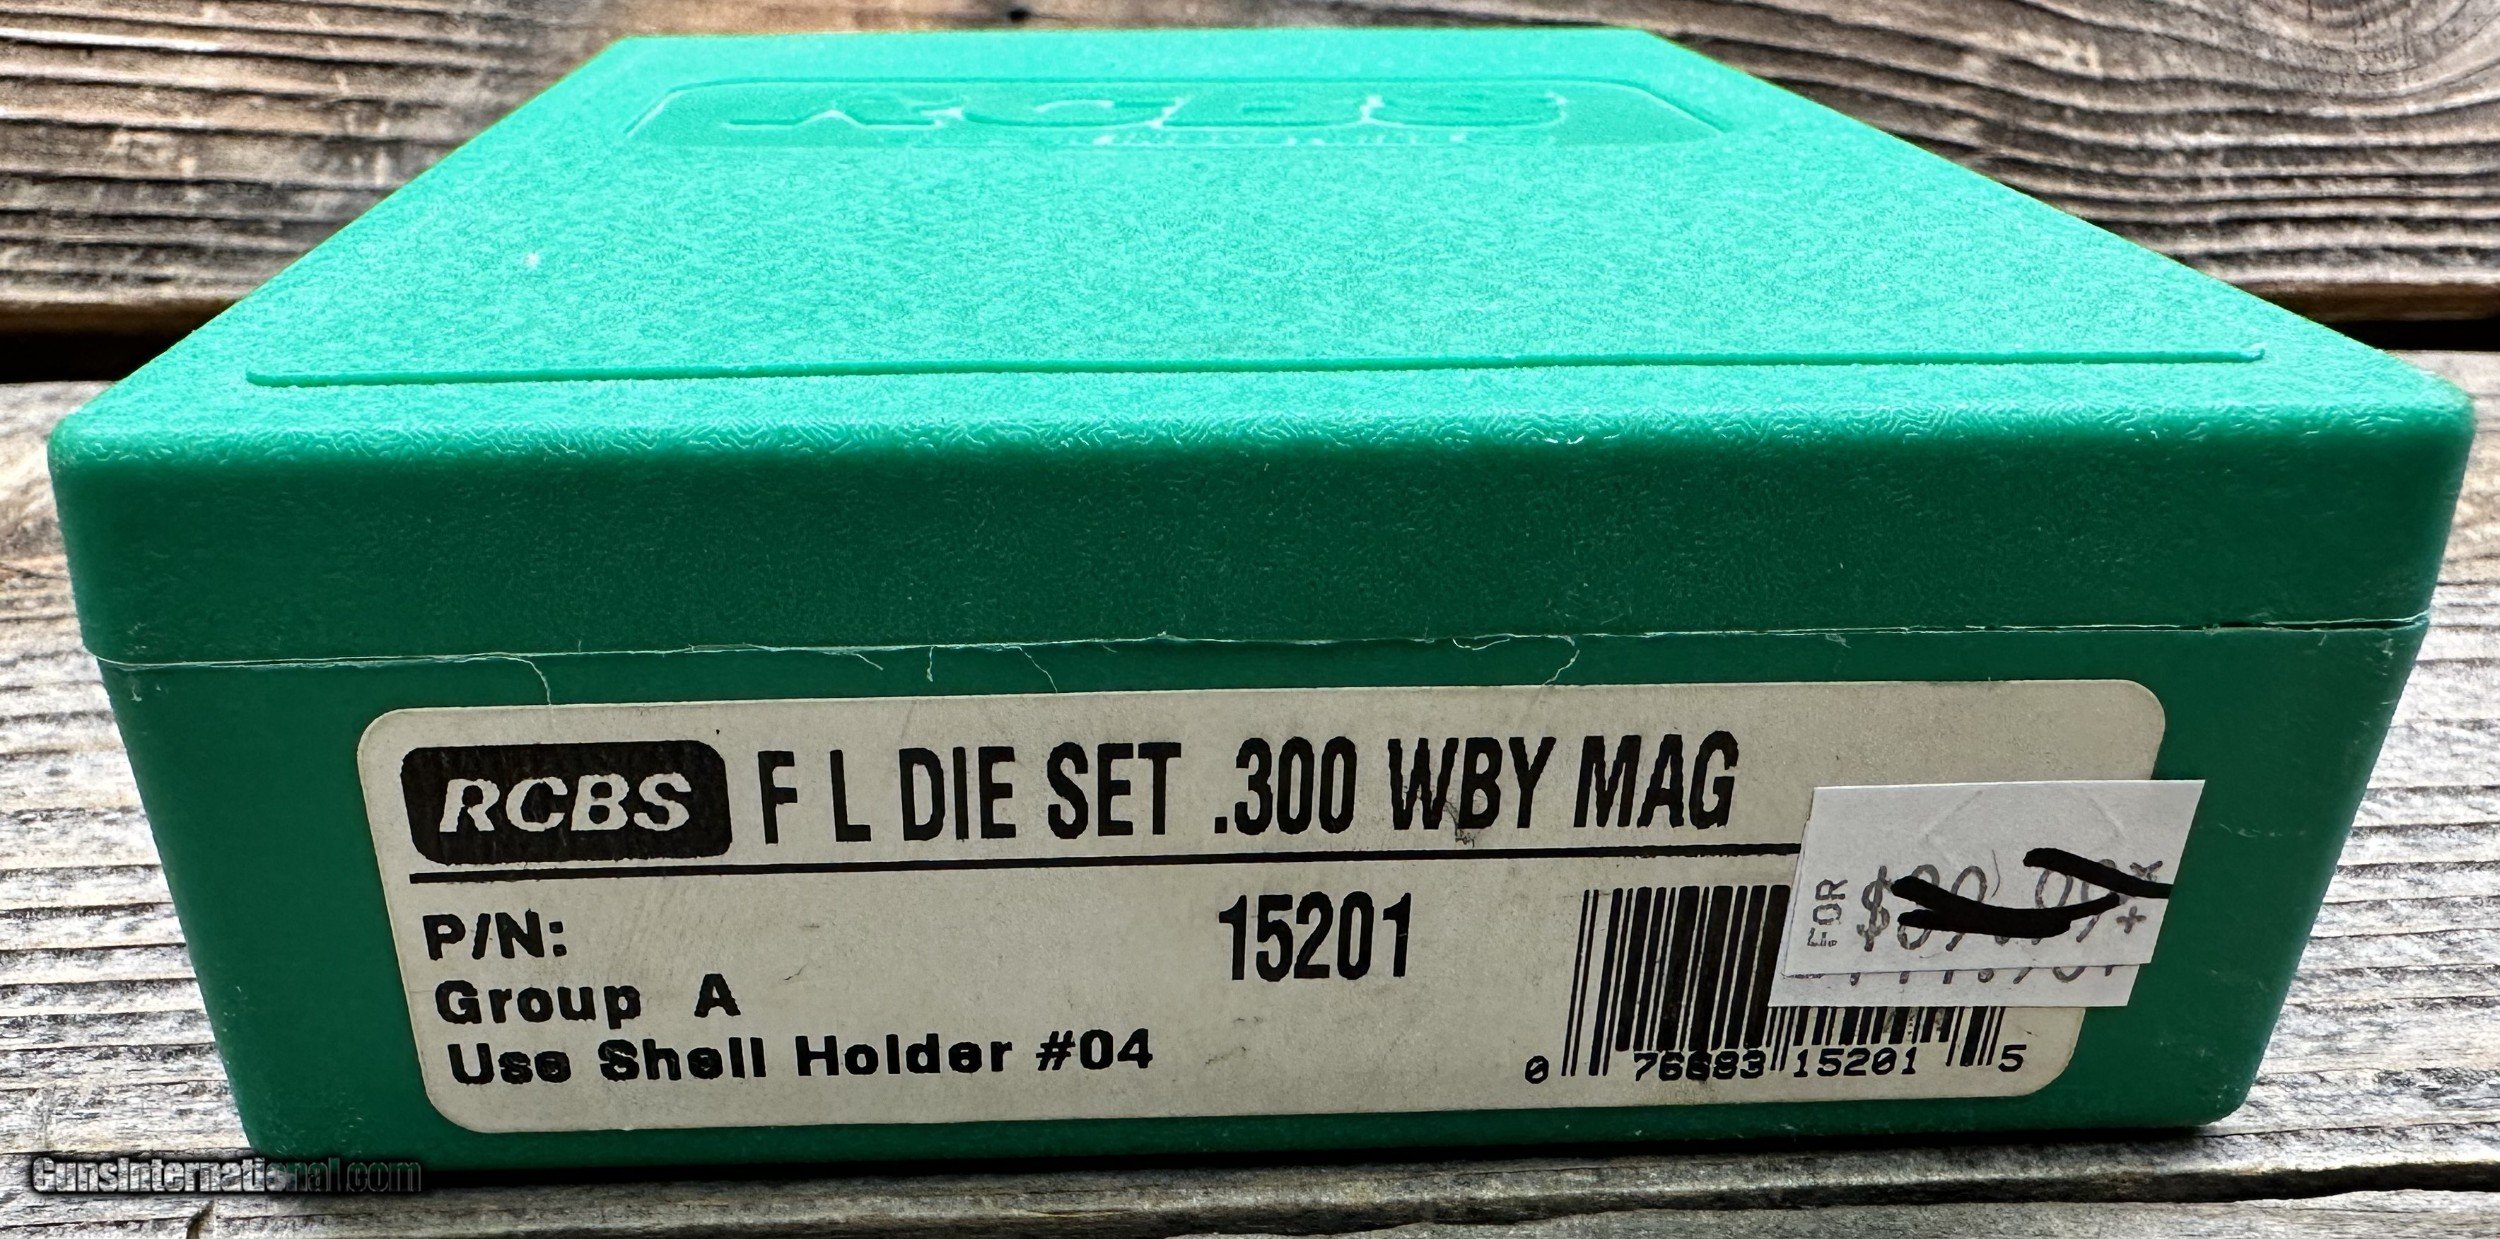 RCBS
RCBS F L DIE SET .300 WBY MAG
P/N: 15201
Group A
Use Shell Holder #04
0 76683 15201 5
FOR
GunsInternational.com